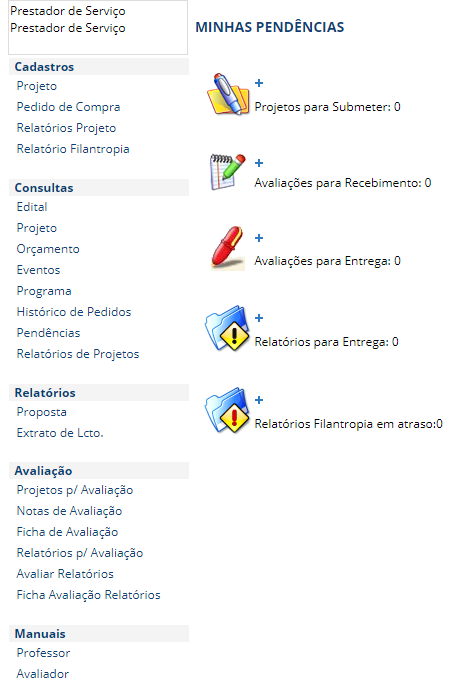 Prestador de Serviço
Prestador de Serviço
Cadastros
Projeto
Pedido de Compra
Relatórios Projeto
Relatório Filantropia
Consultas
Edital
Projeto
Orçamento
Eventos
Programa
Histórico de Pedidos
Pendências
Relatórios de Projetos
Relatórios
Proposta
Extrato de Lcto.
Avaliação
Projetos p/ Avaliação
Notas de Avaliação
Ficha de Avaliação
Relatórios p/ Avaliação
Avaliar Relatórios
Ficha Avaliação Relatórios
Manuais
Professor
Avaliador
MINHAS PENDÊNCIAS
+
Projetos para Submeter: 0
+
Avaliações para Recebimento: 0
+
Avaliações para Entrega: 0
+
Relatórios para Entrega: 0
+
Relatórios Filantropia em atraso:0